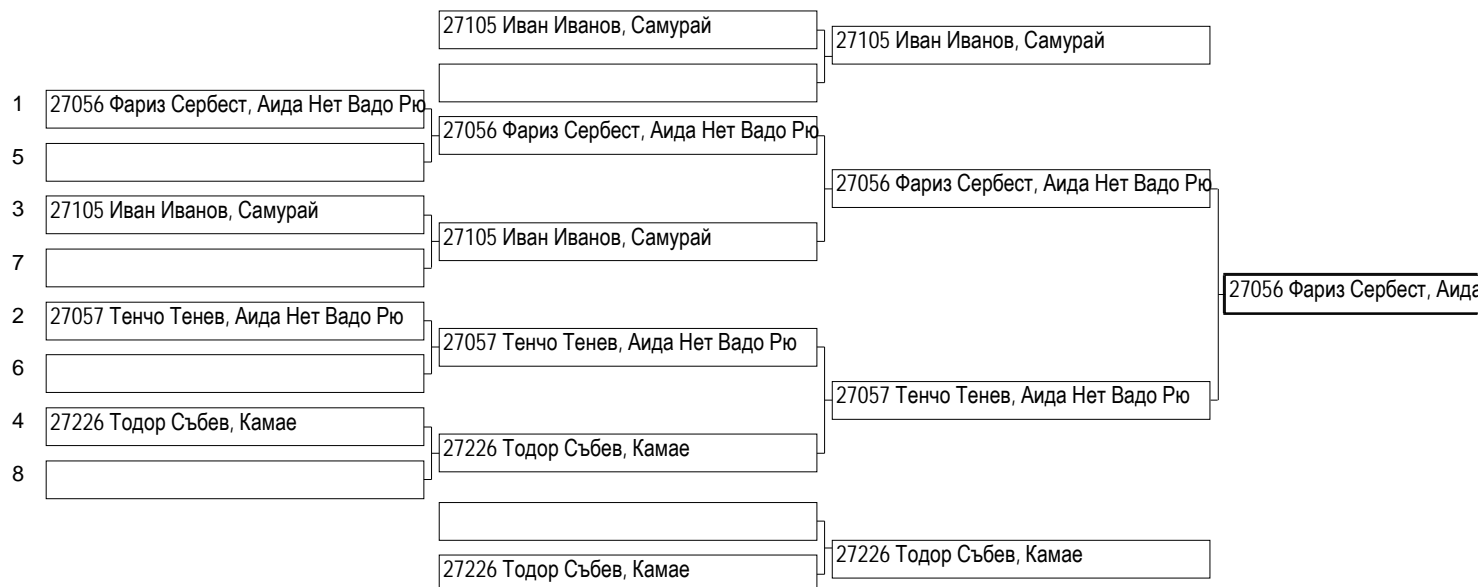 27105 Иван Иванов, Самурай
27105 Иван Иванов, Самурай
1 27056 Фариз Сербест, Аида Нет Вадо Рю
27056 Фариз Сербест, Аида Нет Вадо Рю
5
27056 Фариз Сербест, Аида Нет Вадо Рю
3 27105 Иван Иванов, Самурай
27105 Иван Иванов, Самурай
7
27056 Фариз Сербест, Аида
2 27057 Тенчо Тенев, Аида Нет Вадо Рю
27057 Тенчо Тенев, Аида Нет Вадо Рю
6
27057 Тенчо Тенев, Аида Нет Вадо Рю
4 27226 Тодор Събев, Камае
27226 Тодор Събев, Камае
8
27226 Тодор Събев, Камае
27226 Тодор Събев, Камае